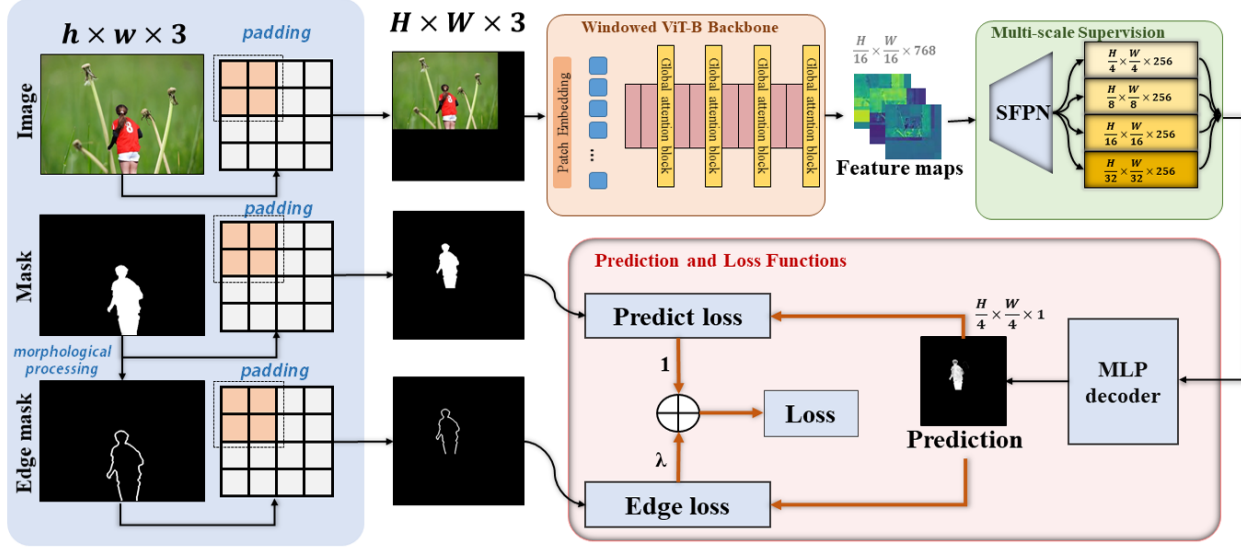 h × w × 3
padding
Image
H × W × 3
Windowed ViT-B Backbone
Patch Embedding
...
Global attention block
Global attention block
Global attention block
Global attention block
H/16 × W/16 × 768
Feature maps
Multi-scale Supervision
SFPN
H/4 × W/4 × 256
H/8 × W/8 × 256
H/16 × W/16 × 256
H/32 × W/32 × 256
padding
Mask
morphological
processing
padding
Edge mask
Prediction and Loss Functions
Predict loss
1
Loss
λ
Edge loss
H/4 × W/4 × 1
Prediction
MLP
decoder
8